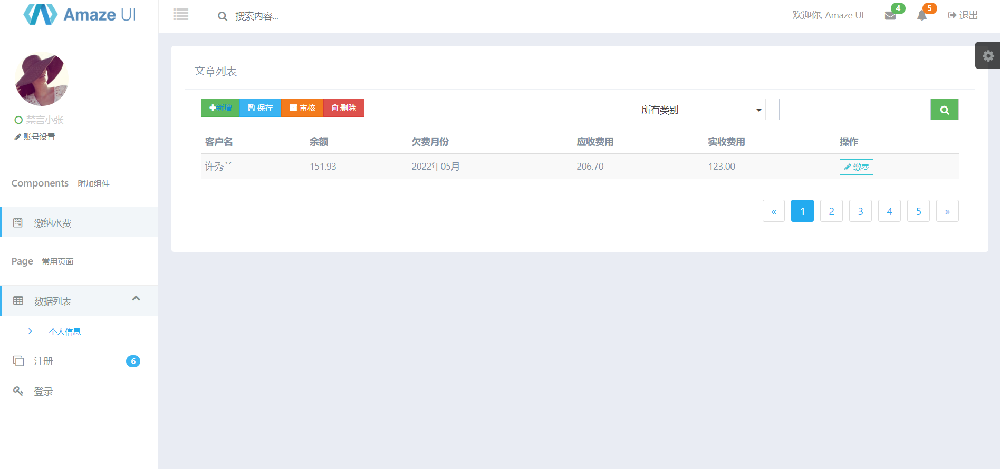 Amaze UI
搜索内容...
欢迎你, Amaze UI
4
5
退出
禁言小张
账号设置
Components 附加组件
缴纳水费
Page 常用页面
数据列表
个人信息
注册 6
登录
文章列表
新增 保存 审核 删除
所有类别
客户名 余额 欠费月份 应收费用 实收费用 操作
许秀兰 151.93 2022年05月 206.70 123.00 缴费
« 1 2 3 4 5 »